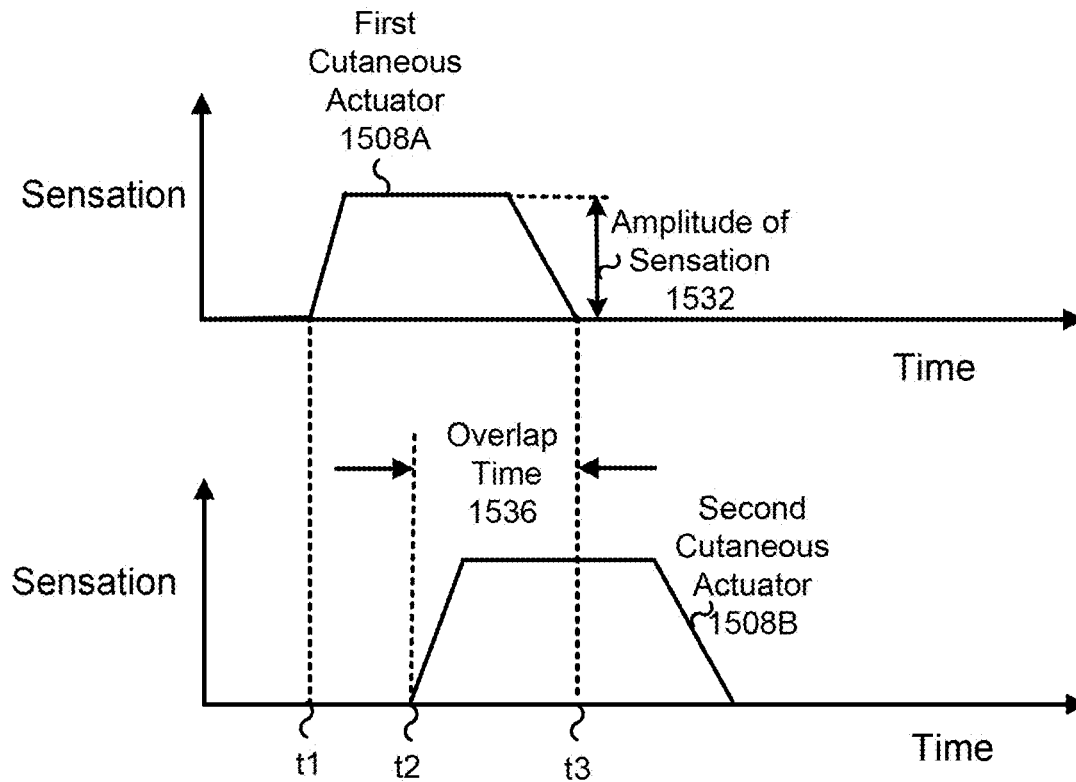 First
Cutaneous
Actuator
1508A
Sensation
Amplitude of
Sensation
1532
Time
Overlap
Time
1536
Second
Cutaneous
Actuator
1508B
Sensation
t1
t2
t3
Time